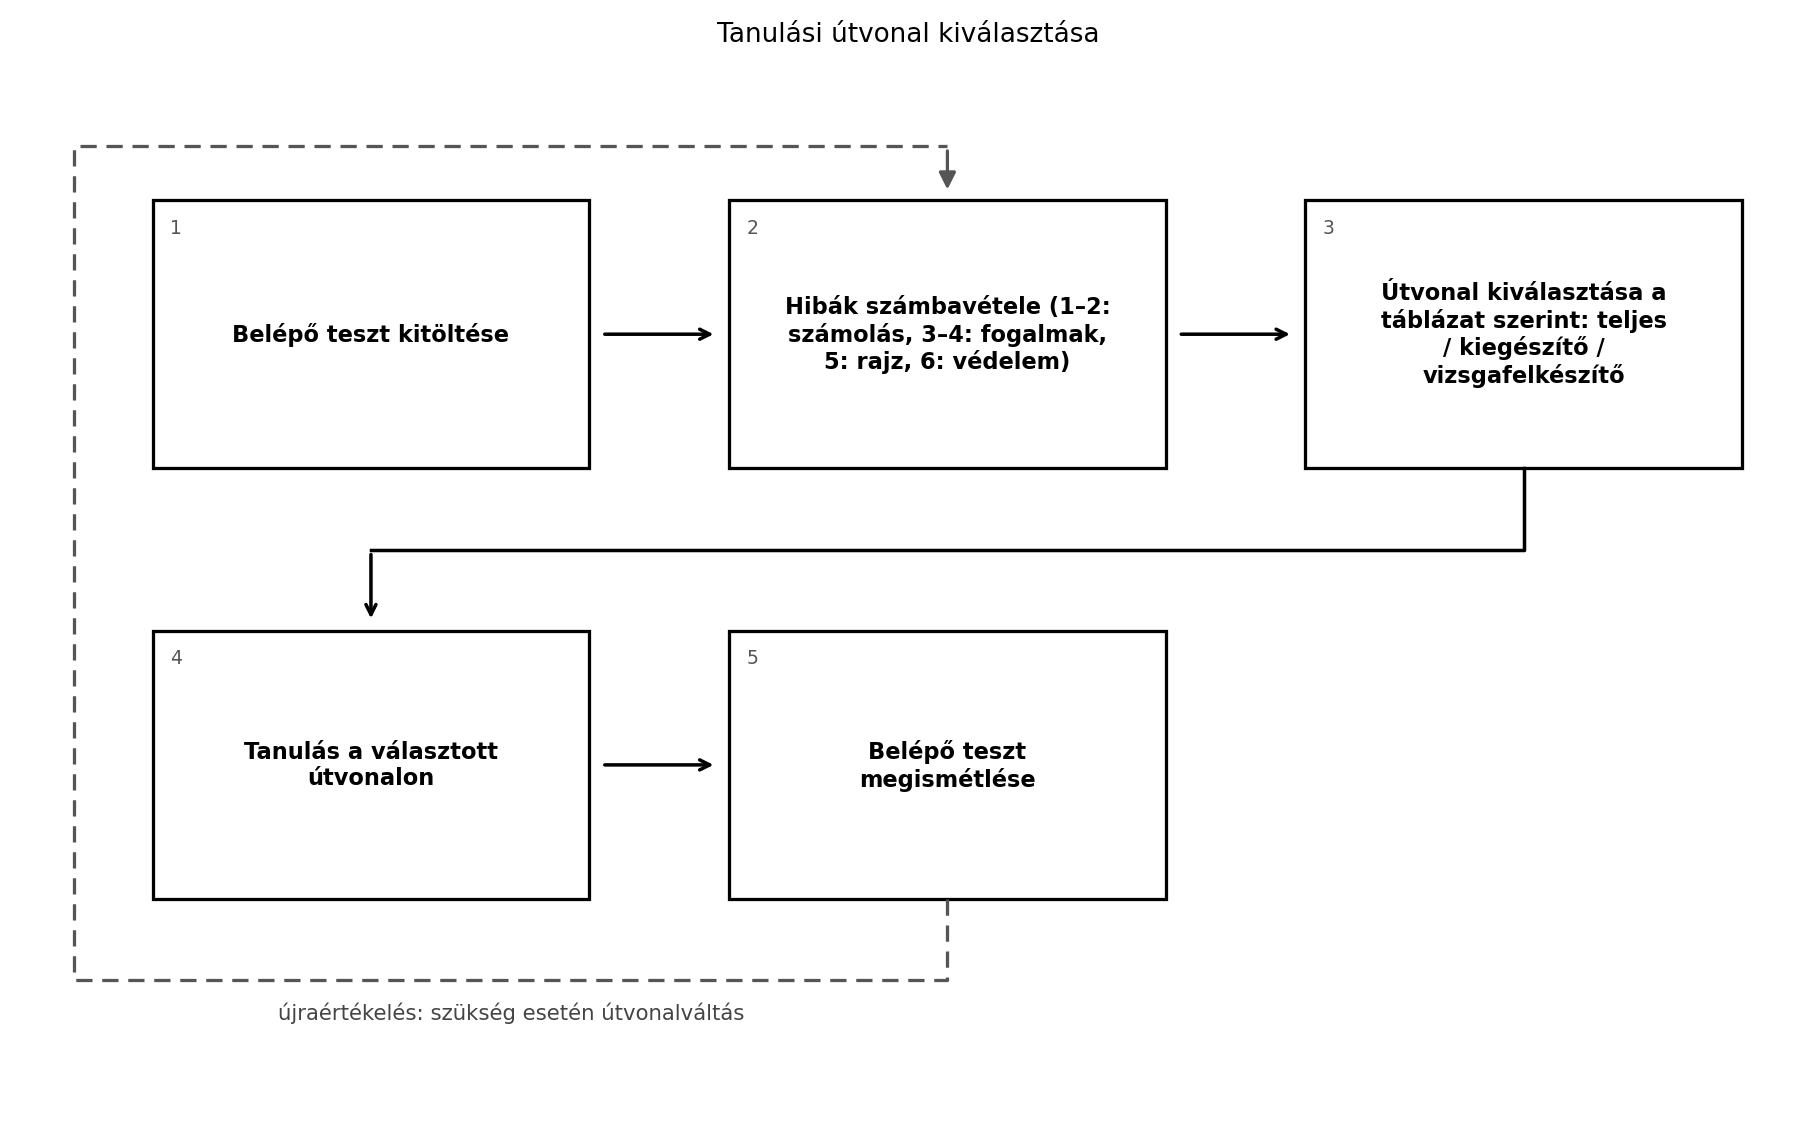 Tanulási útvonal kiválasztása
1
Belépő teszt kitöltése
2
Hibák számbavétele (1–2:
számolás, 3–4: fogalmak,
5: rajz, 6: védelem)
3
Útvonal kiválasztása a
táblázat szerint: teljes
/ kiegészítő /
vizsgafelkészítő
4
Tanulás a választott
útvonalon
5
Belépő teszt
megismétlése
újraértékelés: szükség esetén útvonalváltás